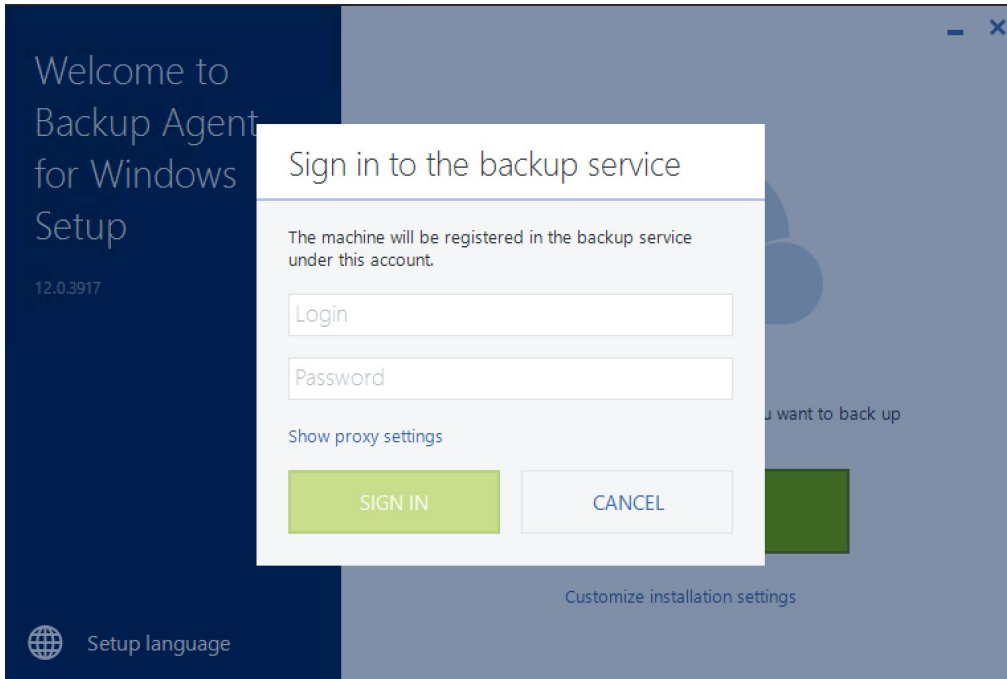 Welcome to
Backup Agent
for Windows
Setup
12.0.3917
Setup language
Sign in to the backup service
The machine will be registered in the backup service
under this account.
Login
Password
Show proxy settings
SIGN IN
CANCEL
want to back up
Customize installation settings